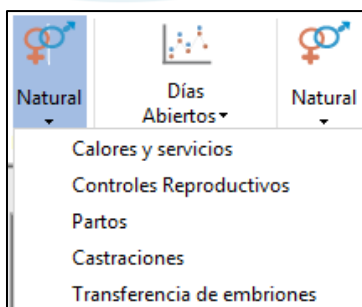 Natural
Días
Abiertos
Natural
Calores y servicios
Controles Reproductivos
Partos
Castraciones
Transferencia de embriones